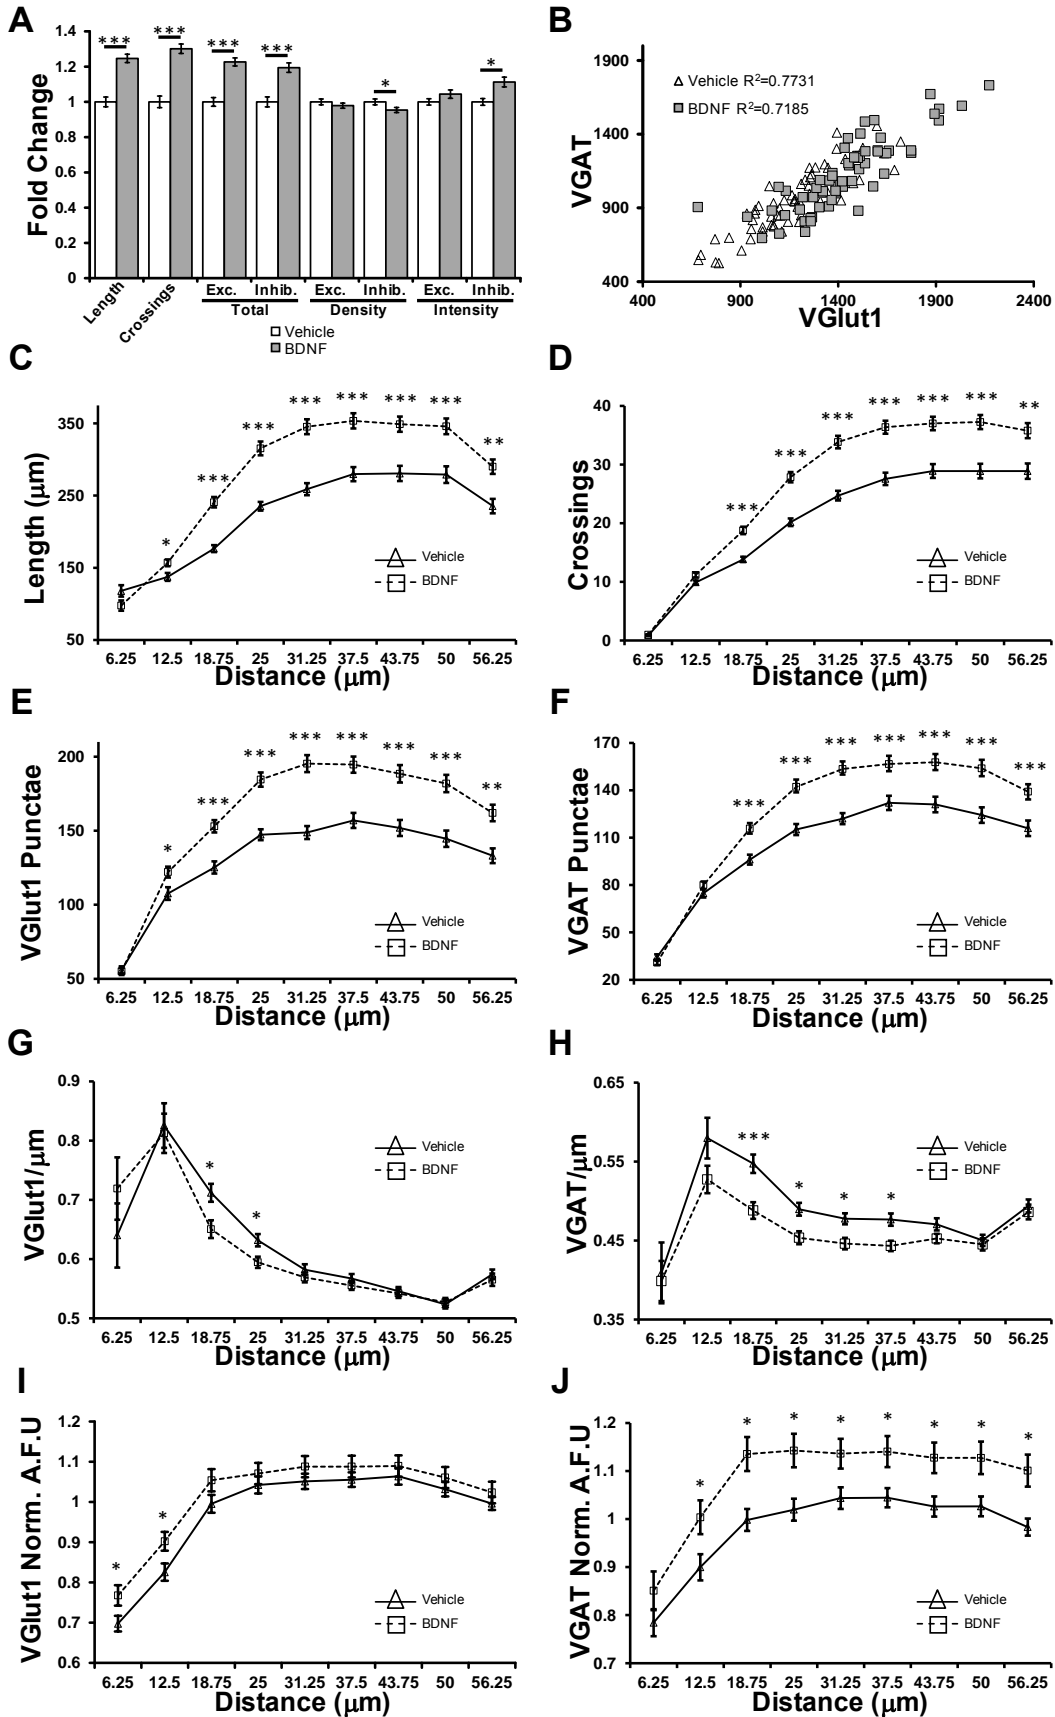 A
Fold Change
1.4
1.2
1
0.8
0.6
0.4
0.2
0
***
***
***
***
*
*
Length
Crossings
Exc. Inhib. Exc. Inhib. Exc. Inhib.
Total Density Intensity
Vehicle
BDNF
B
VGAT
1900
1400
900
400
Vehicle R²=0.7731
BDNF R²=0.7185
400 900 1400 1900 2400
VGlut1
C
Length (μm)
350
250
150
50
* *** *** *** *** *** *** **
Vehicle
BDNF
6.25 12.5 18.75 25 31.25 37.5 43.75 50 56.25
Distance (μm)
D
Crossings
40
30
20
10
0
*** *** *** *** *** *** **
Vehicle
BDNF
6.25 12.5 18.75 25 31.25 37.5 43.75 50 56.25
Distance (μm)
E
VGlut1 Punctae
200
150
100
50
* *** *** *** *** *** *** **
Vehicle
BDNF
6.25 12.5 18.75 25 31.25 37.5 43.75 50 56.25
Distance (μm)
F
VGAT Punctae
170
140
110
80
50
20
*** *** *** *** *** *** ***
Vehicle
BDNF
6.25 12.5 18.75 25 31.25 37.5 43.75 50 56.25
Distance (μm)
G
VGlut1/μm
0.9
0.8
0.7
0.6
0.5
* *
Vehicle
BDNF
6.25 12.5 18.75 25 31.25 37.5 43.75 50 56.25
Distance (μm)
H
VGAT/μm
0.65
0.55
0.45
0.35
*** * * *
Vehicle
BDNF
6.25 12.5 18.75 25 31.25 37.5 43.75 50 56.25
Distance (μm)
I
VGlut1 Norm. A.F.U
1.2
1.1
1
0.9
0.8
0.7
0.6
* *
Vehicle
BDNF
6.25 12.5 18.75 25 31.25 37.5 43.75 50 56.25
Distance (μm)
J
VGAT Norm. A.F.U
1.2
1.1
1
0.9
0.8
0.7
* * * * * * * *
Vehicle
BDNF
6.25 12.5 18.75 25 31.25 37.5 43.75 50 56.25
Distance (μm)